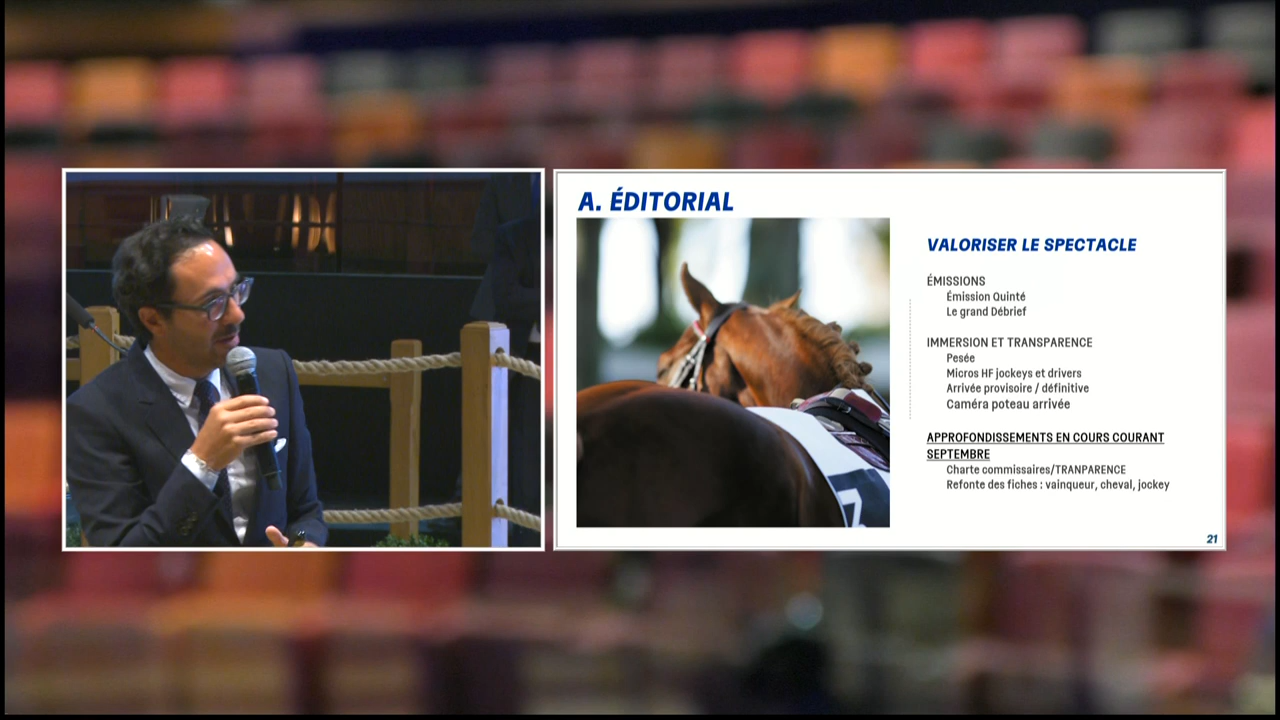 A. ÉDITORIAL
VALORISER LE SPECTACLE
ÉMISSIONS
Émission Quinté
Le grand Débrief
IMMERSION ET TRANSPARENCE
Pesée
Micros HF jockeys et drivers
Arrivée provisoire / définitive
Caméra poteau arrivée
APPROFONDISSEMENTS EN COURS COURANT
SEPTEMBRE
Charte commissaires/TRANPARENCE
Refonte des fiches : vainqueur, cheval, jockey
7
21